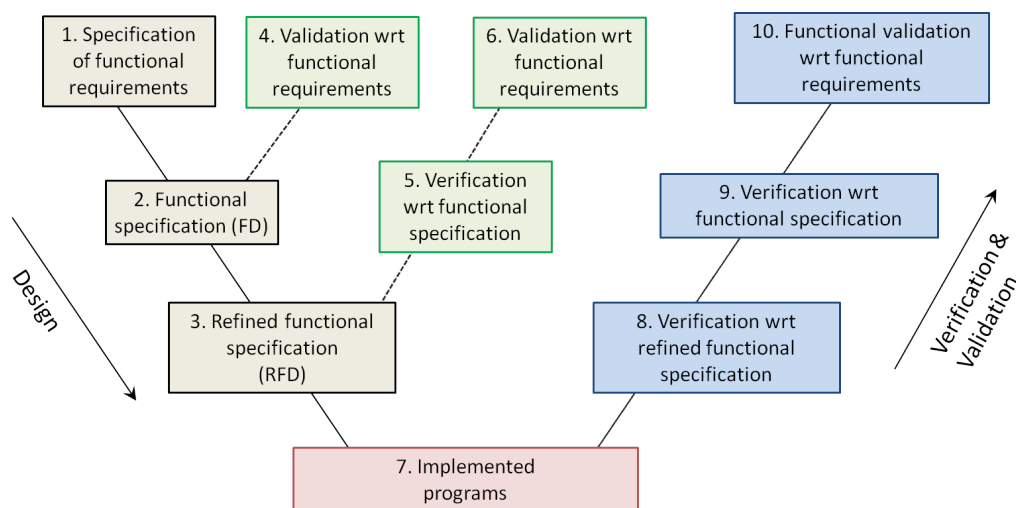 1. Specification
of functional
requirements
4. Validation wrt
functional
requirements
6. Validation wrt
functional
requirements
10. Functional validation
wrt functional
requirements
2. Functional
specification (FD)
5. Verification
wrt functional
specification
9. Verification wrt
functional specification
Design
3. Refined functional
specification
(RFD)
8. Verification wrt
refined functional
specification
Verification &
Validation
7. Implemented
programs